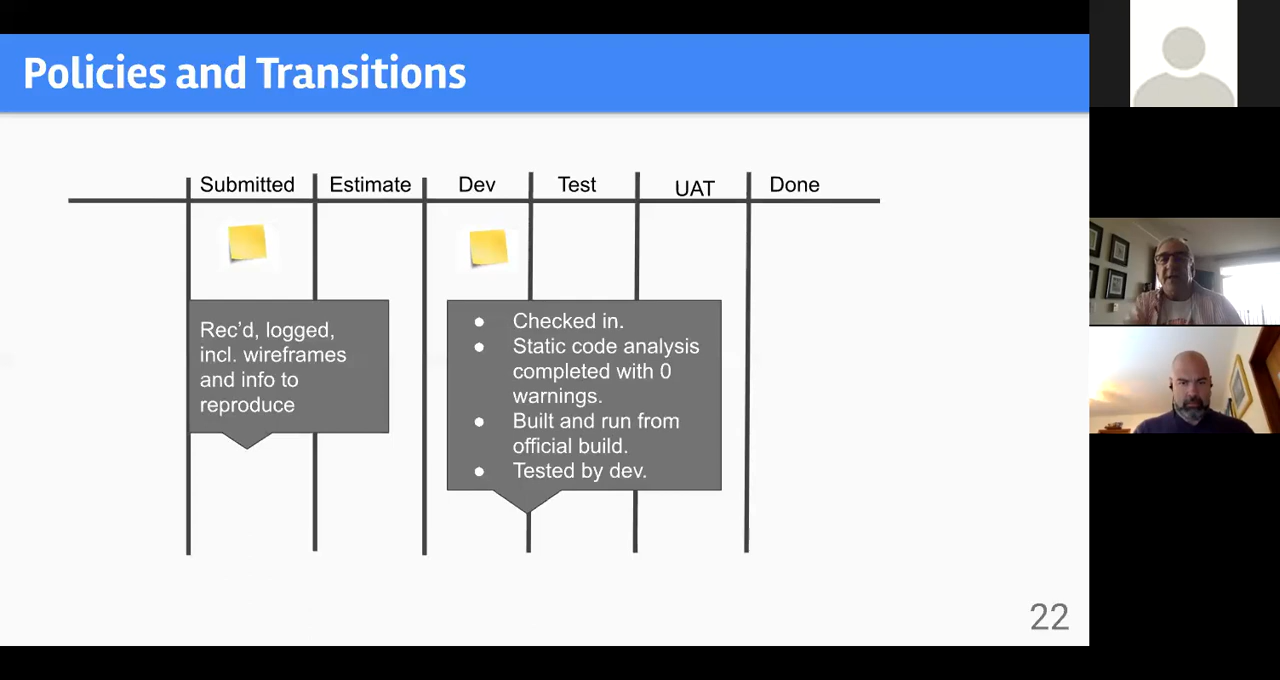 Policies and Transitions
Submitted
Estimate
Dev
Test
UAT
Done
Rec’d, logged,
incl. wireframes
and info to
reproduce
● Checked in.
● Static code analysis
completed with 0
warnings.
● Built and run from
official build.
● Tested by dev.
22